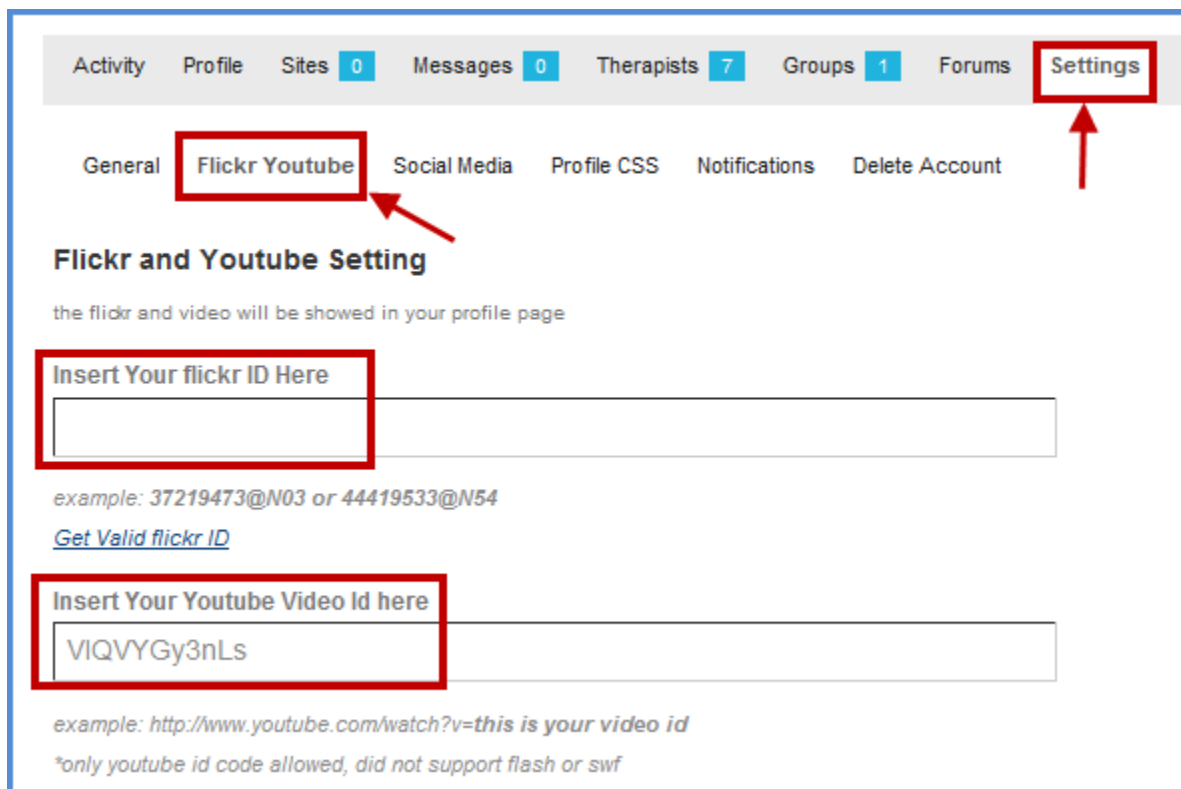 Activity Profile Sites 0 Messages 0 Therapists 7 Groups 1 Forums Settings
General Flickr Youtube Social Media Profile CSS Notifications Delete Account
Flickr and Youtube Setting
the flickr and video will be showed in your profile page
Insert Your flickr ID Here
example: 37219473@N03 or 44419533@N54
Get Valid flickr ID
Insert Your Youtube Video Id here
VIQVYGy3nLs
example: http://www.youtube.com/watch?v=this is your video id
*only youtube id code allowed, did not support flash or swf